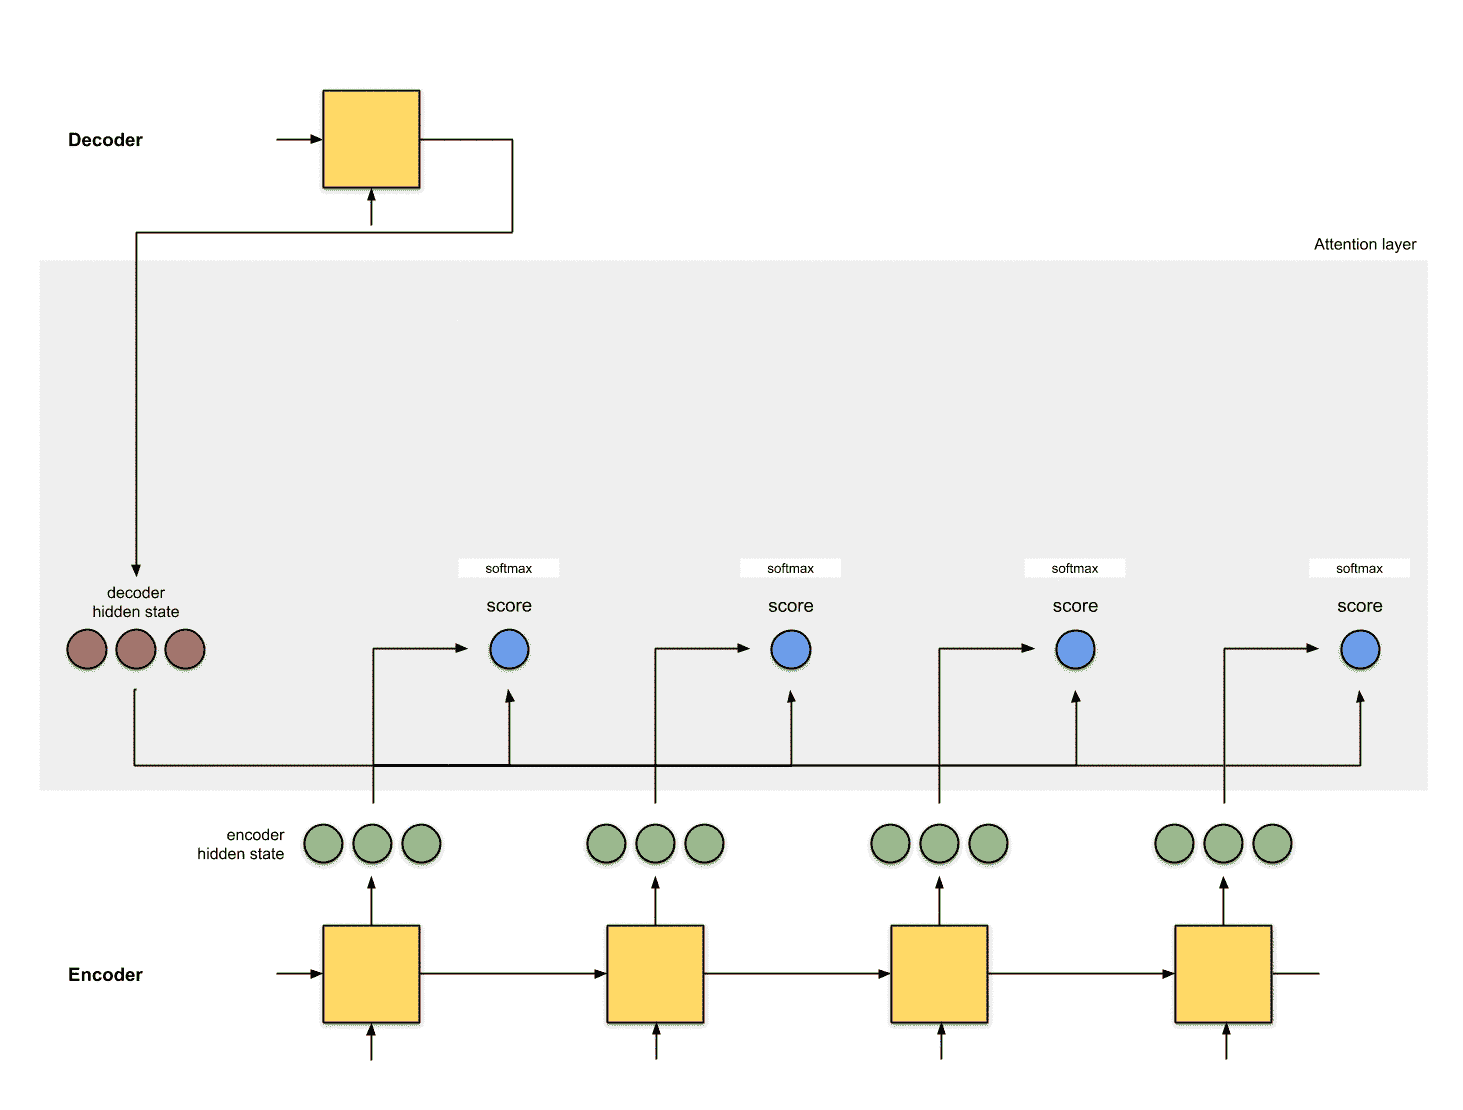 Decoder
Attention layer
decoder
hidden state
softmax
softmax
softmax
softmax
score
score
score
score
encoder
hidden state
Encoder